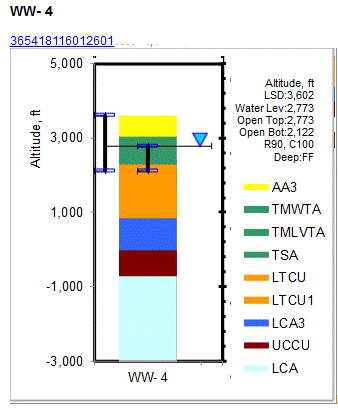 WW- 4
365418116012601
5,000
3,000
1,000
-1,000
-3,000
Altitude, ft
WW- 4
Altitude, ft
LSD:3,602
Water Lev:2,773
Open Top:2,773
Open Bot:2,122
R90, C100
Deep:FF
AA3
TMWTA
TMLVTA
TSA
LTCU
LTCU1
LCA3
UCCU
LCA